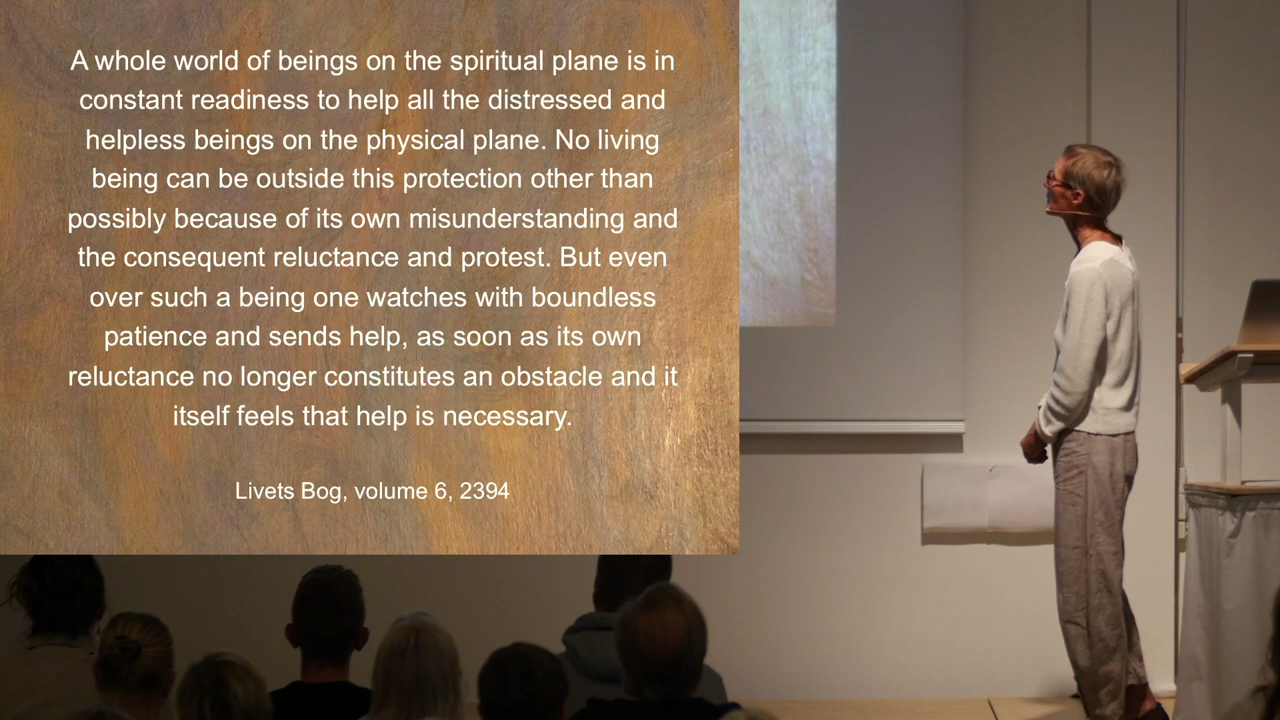 A whole world of beings on the spiritual plane is in
constant readiness to help all the distressed and
helpless beings on the physical plane. No living
being can be outside this protection other than
possibly because of its own misunderstanding and
the consequent reluctance and protest. But even
over such a being one watches with boundless
patience and sends help, as soon as its own
reluctance no longer constitutes an obstacle and it
itself feels that help is necessary.
Livets Bog, volume 6, 2394